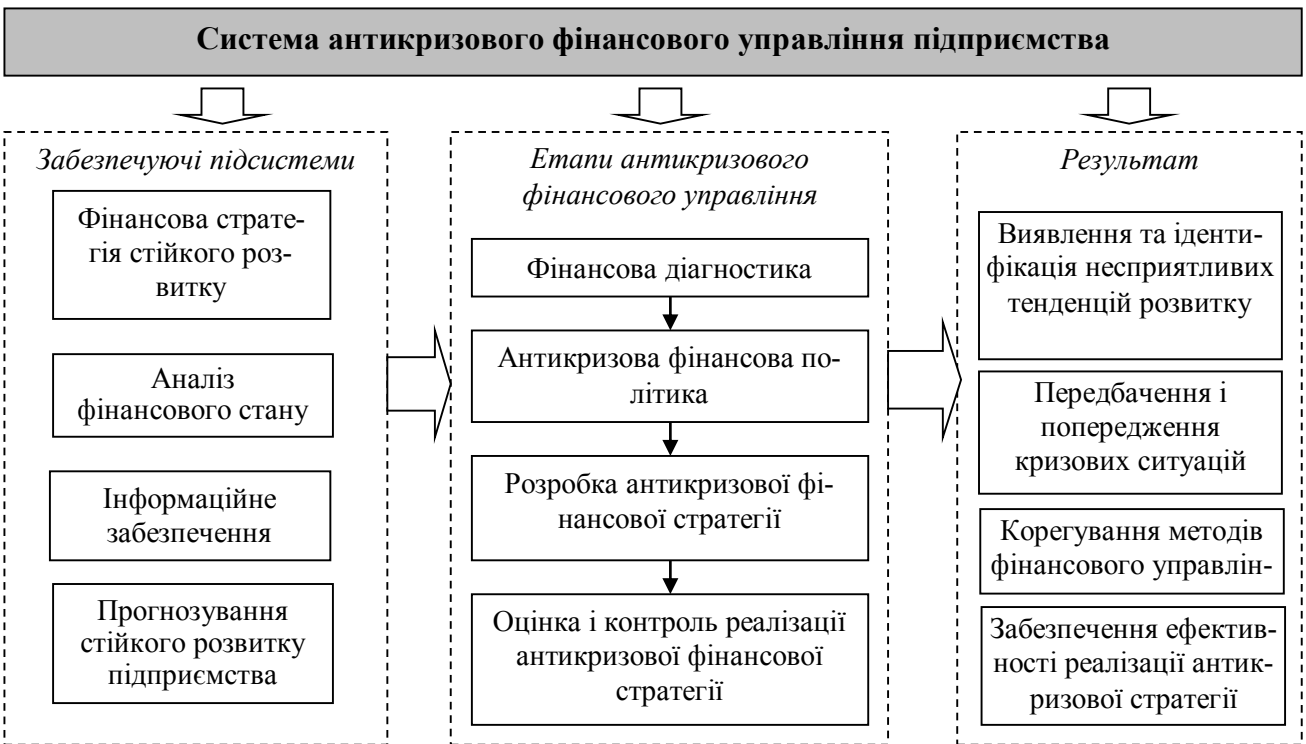 Система антикризового фінансового управління підприємства
Забезпечуючі підсистеми
Фінансова страте-
гія стійкого роз-
витку
Аналіз
фінансового стану
Інформаційне
забезпечення
Прогнозування
стійкого розвитку
підприємства
Етапи антикризового
фінансового управління
Фінансова діагностика
Антикризова фінансова по-
літика
Розробка антикризової фі-
нансової стратегії
Оцінка і контроль реалізації
антикризової фінансової
стратегії
Результат
Виявлення та іденти-
фікація несприятливих
тенденцій розвитку
Передбачення і
попередження
кризових ситуацій
Корегування методів
фінансового управлін-
Забезпечення ефектив-
ності реалізації антик-
ризової стратегії